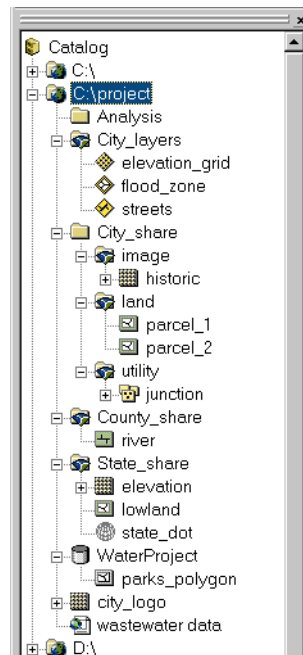 Catalog
C:\
C:\project
Analysis
City_layers
elevation_grid
flood_zone
streets
City_share
image
historic
land
parcel_1
parcel_2
utility
junction
County_share
river
State_share
elevation
lowland
state_dot
WaterProject
parks_polygon
city_logo
wastewater data
D:\